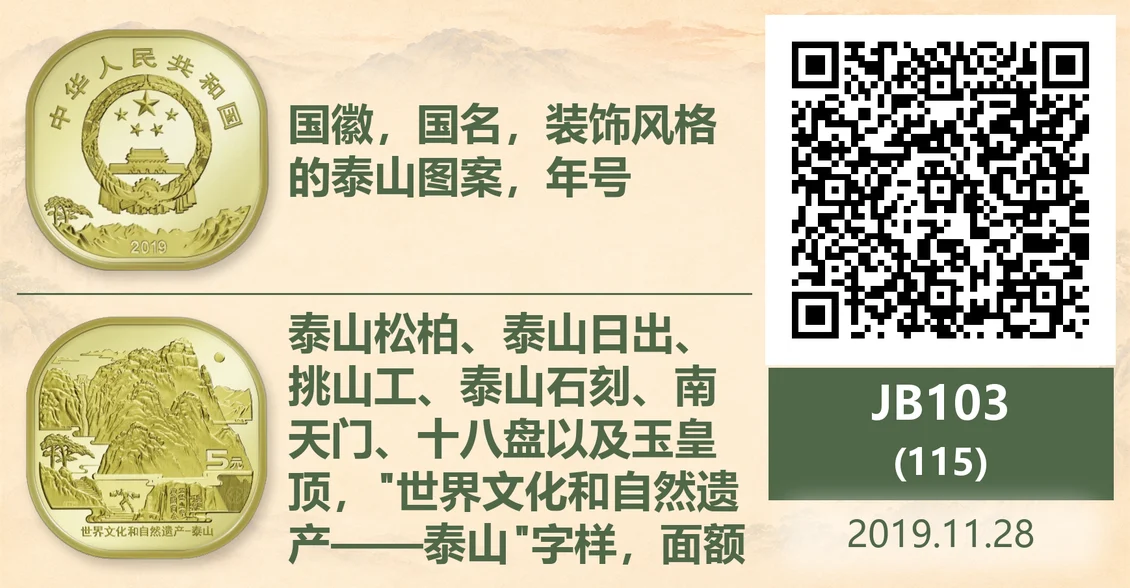 中华人民共和国
2019
国徽，国名，装饰风格
的泰山图案，年号
5元
世界文化和自然遗产-泰山
泰山松柏、泰山日出、
挑山工、泰山石刻、南
天门、十八盘以及玉皇
顶，"世界文化和自然遗
产——泰山"字样，面额
JB103
(115)
2019.11.28